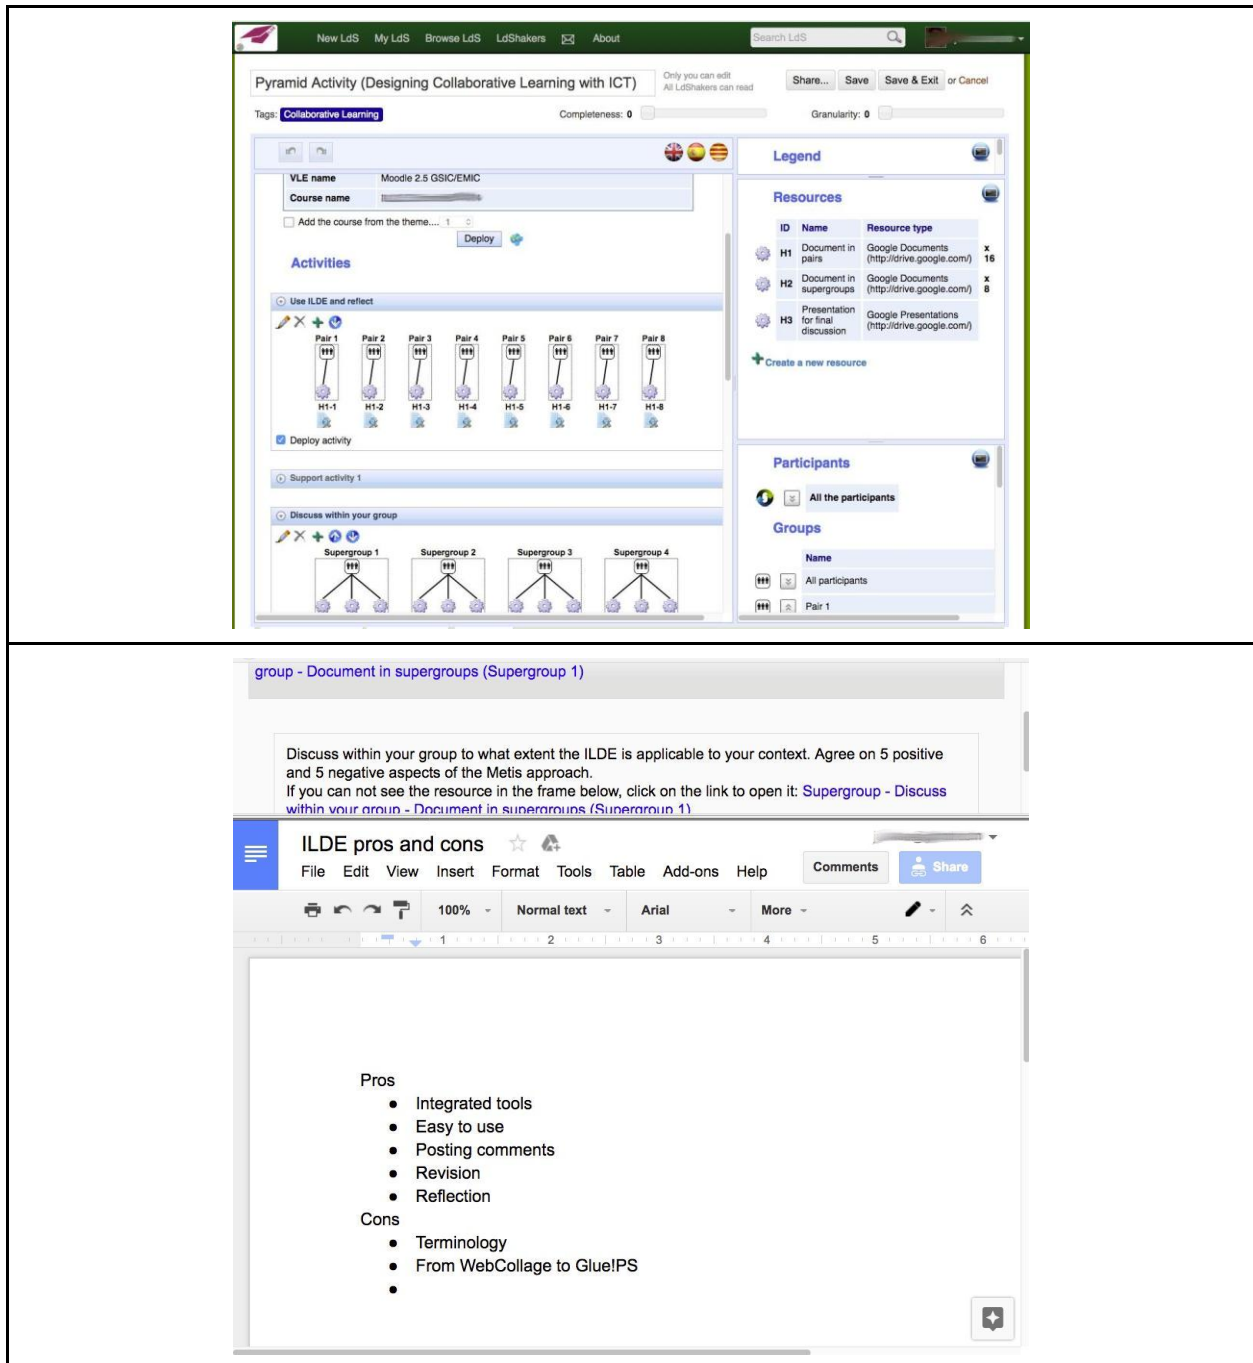 New LdS My LdS Browse LdS LdShakers About Search LdS
Pyramid Activity (Designing Collaborative Learning with ICT)
Only you can edit
All LdShakers can read
Share... Save Save & Exit or Cancel
Tags: Collaborative Learning
Completeness: 0
Granularity: 0
VLE name Moodle 2.5 GSIC/EMIC
Course name
Add the course from the theme.... 1
Deploy
Activities
Use ILDE and reflect
Pair 1 Pair 2 Pair 3 Pair 4 Pair 5 Pair 6 Pair 7 Pair 8
H1-1 H1-2 H1-3 H1-4 H1-5 H1-6 H1-7 H1-8
Deploy activity
Support activity 1
Discuss within your group
Supergroup 1 Supergroup 2 Supergroup 3 Supergroup 4
Legend
Resources
ID Name Resource type
H1 Document in pairs Google Documents (http://drive.google.com/) x 16
H2 Document in supergroups Google Documents (http://drive.google.com/) x 8
H3 Presentation for final discussion Google Presentations (http://drive.google.com/)
Create a new resource
Participants
All the participants
Groups
Name
All participants
Pair 1
group - Document in supergroups (Supergroup 1)
Discuss within your group to what extent the ILDE is applicable to your context. Agree on 5 positive
and 5 negative aspects of the Metis approach.
If you can not see the resource in the frame below, click on the link to open it: Supergroup - Discuss
within your group - Document in supergroups (Supergroup 1)
ILDE pros and cons
File Edit View Insert Format Tools Table Add-ons Help
Comments Share
100% Normal text Arial More
1 2 3 4 5 6
Pros
● Integrated tools
● Easy to use
● Posting comments
● Revision
● Reflection
Cons
● Terminology
● From WebCollage to Glue!PS
●